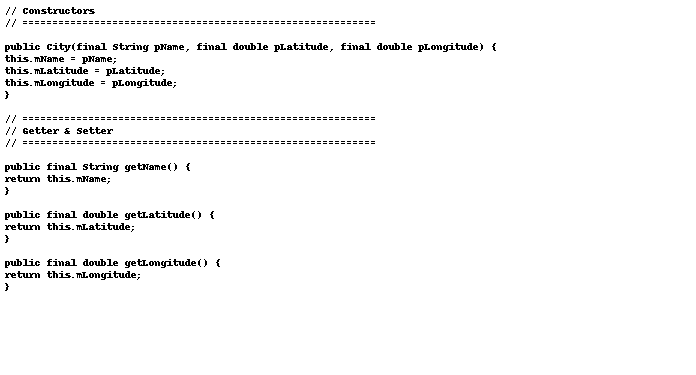 // Constructors
// ===========================================================
public City(final String pName, final double pLatitude, final double pLongitude) {
this.mName = pName;
this.mLatitude = pLatitude;
this.mLongitude = pLongitude;
}
// ===========================================================
// Getter & Setter
// ===========================================================
public final String getName() {
return this.mName;
}
public final double getLatitude() {
return this.mLatitude;
}
public final double getLongitude() {
return this.mLongitude;
}